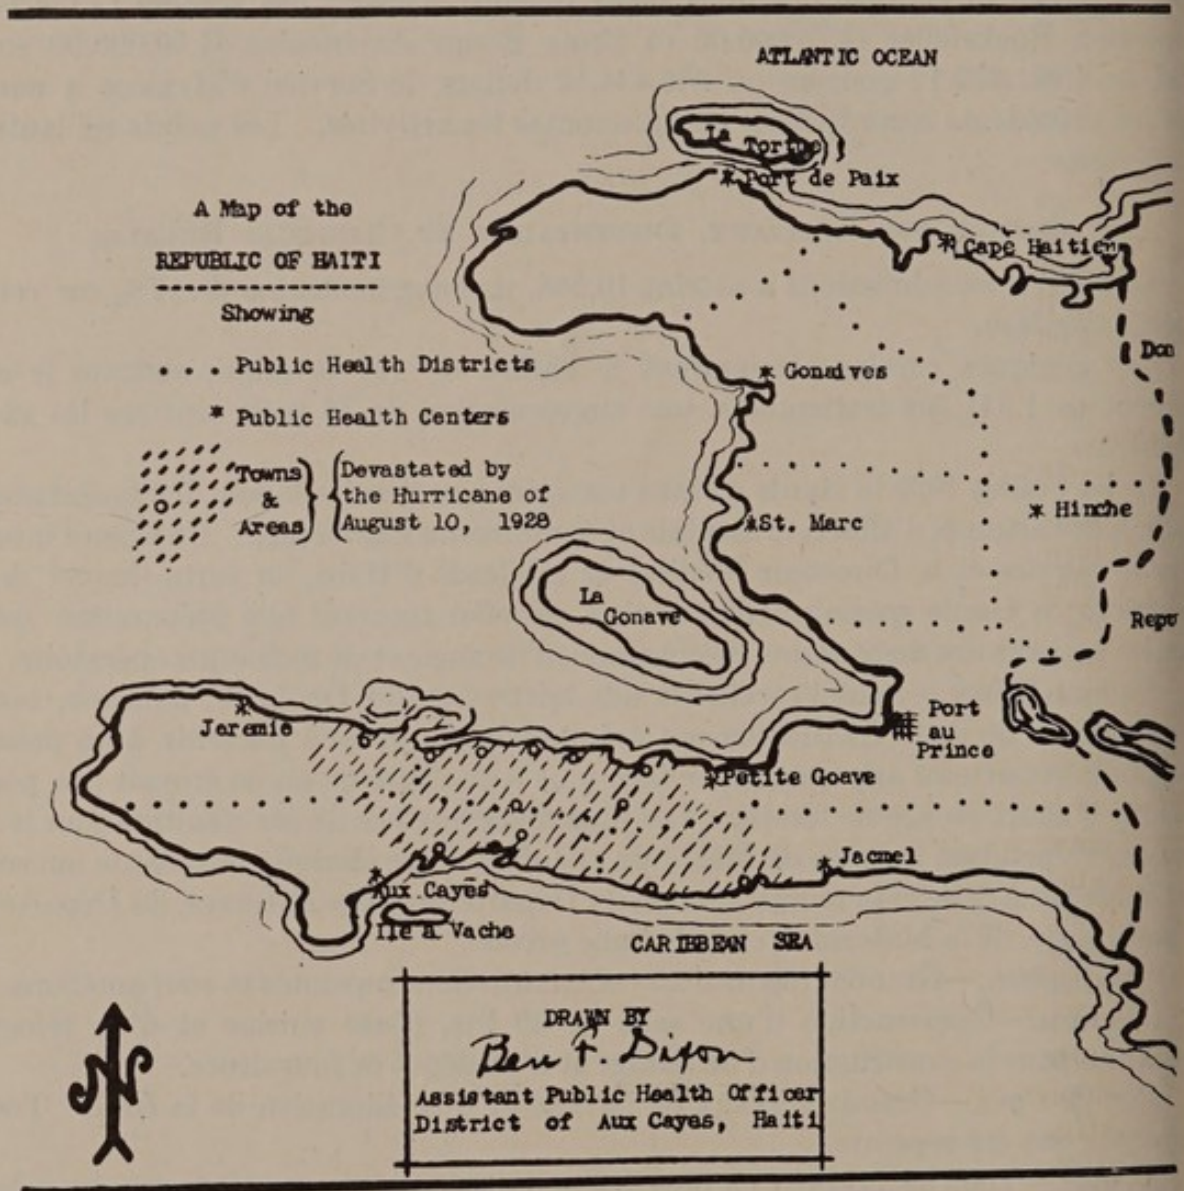 ATLANTIC OCEAN
La
Tortue
Port de Paix
A Map of the
REPUBLIC OF HAITI
Showing
Public Health Districts
Public Health Centers
Towns
&
Areas
Devastated by
the Hurricane of
August 10, 1928
Cape Haitien
Dom
Gonaives
Hinche
St. Marc
La
Gonave
Repu
Jeremie
Port
au
Prince
Petite Goave
Jacmel
Aux Cayes
Ile a Vache
CARIBBEAN SEA
N
DRAWN BY
Ben F. Dixon
Assistant Public Health Officer
District of Aux Cayes, Haiti